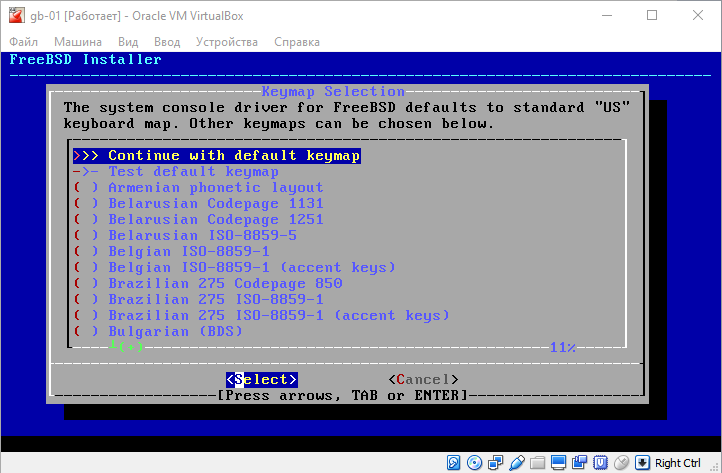 gb-01 [Работает] - Oracle VM VirtualBox
Файл Машина Вид Ввод Устройства Справка
FreeBSD Installer
Keymap Selection
The system console driver for FreeBSD defaults to standard "US"
keyboard map. Other keymaps can be chosen below.
>>> Continue with default keymap
->- Test default keymap
( ) Armenian phonetic layout
( ) Belarusian Codepage 1131
( ) Belarusian Codepage 1251
( ) Belarusian ISO-8859-5
( ) Belgian ISO-8859-1
( ) Belgian ISO-8859-1 (accent keys)
( ) Brazilian 275 Codepage 850
( ) Brazilian 275 ISO-8859-1
( ) Brazilian 275 ISO-8859-1 (accent keys)
( ) Bulgarian (BDS)
└(+) 11%
<Select> <Cancel>
[Press arrows, TAB or ENTER]
Right Ctrl